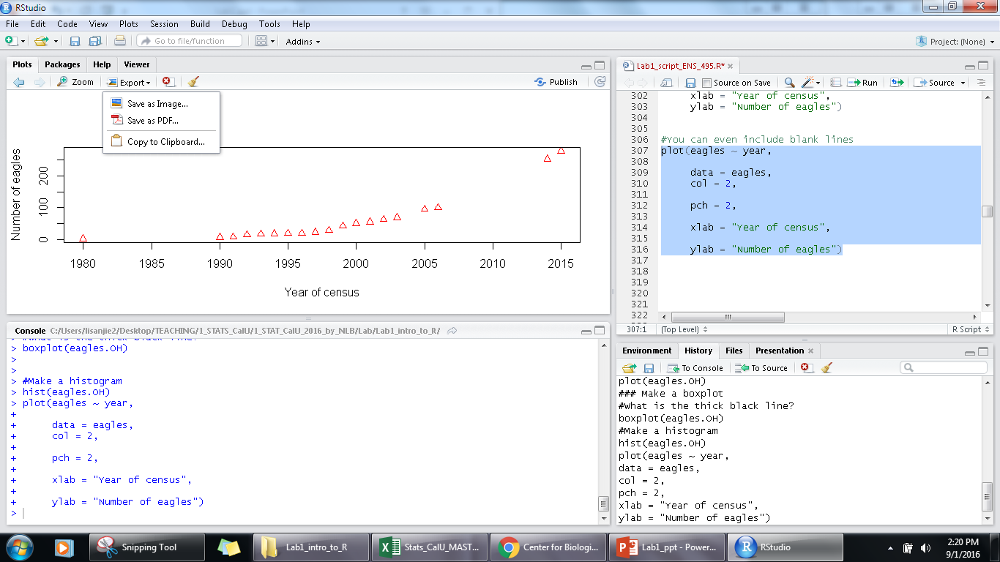 RStudio
File Edit Code View Plots Session Build Debug Tools Help
Go to file/function Addins Project: (None)
Plots Packages Help Viewer
Zoom Export Publish
Save as Image...
Save as PDF...
Copy to Clipboard...
Number of eagles
200
100
0
1980 1985 1990 1995 2000 2005 2010 2015
Year of census
Lab1_script_ENS_495.R*
Source on Save Run Source
302 xlab = "Year of census",
303 ylab = "Number of eagles")
304
305
306 #You can even include blank lines
307 plot(eagles ~ year,
308
309 data = eagles,
310 col = 2,
311
312 pch = 2,
313
314 xlab = "Year of census",
315
316 ylab = "Number of eagles")
317
318
319
320
321
322
307:1 (Top Level) R Script
Console C:/Users/lisanjie2/Desktop/TEACHING/1_STATS_CalU/1_STAT_CalU_2016_by_NLB/Lab/Lab1_intro_to_R/
> #what is the thick black line?
> boxplot(eagles.OH)
>
>
> #Make a histogram
> hist(eagles.OH)
> plot(eagles ~ year,
+
+ data = eagles,
+ col = 2,
+
+ pch = 2,
+
+ xlab = "Year of census",
+
+ ylab = "Number of eagles")
>
Environment History Files Presentation
To Console To Source
plot(eagles.OH)
### Make a boxplot
#what is the thick black line?
boxplot(eagles.OH)
#Make a histogram
hist(eagles.OH)
plot(eagles ~ year,
data = eagles,
col = 2,
pch = 2,
xlab = "Year of census",
ylab = "Number of eagles")
Snipping Tool Lab1_intro_to_R Stats_CalU_MAST... Center for Biologi... Lab1_ppt - Power... RStudio
2:20 PM
9/1/2016